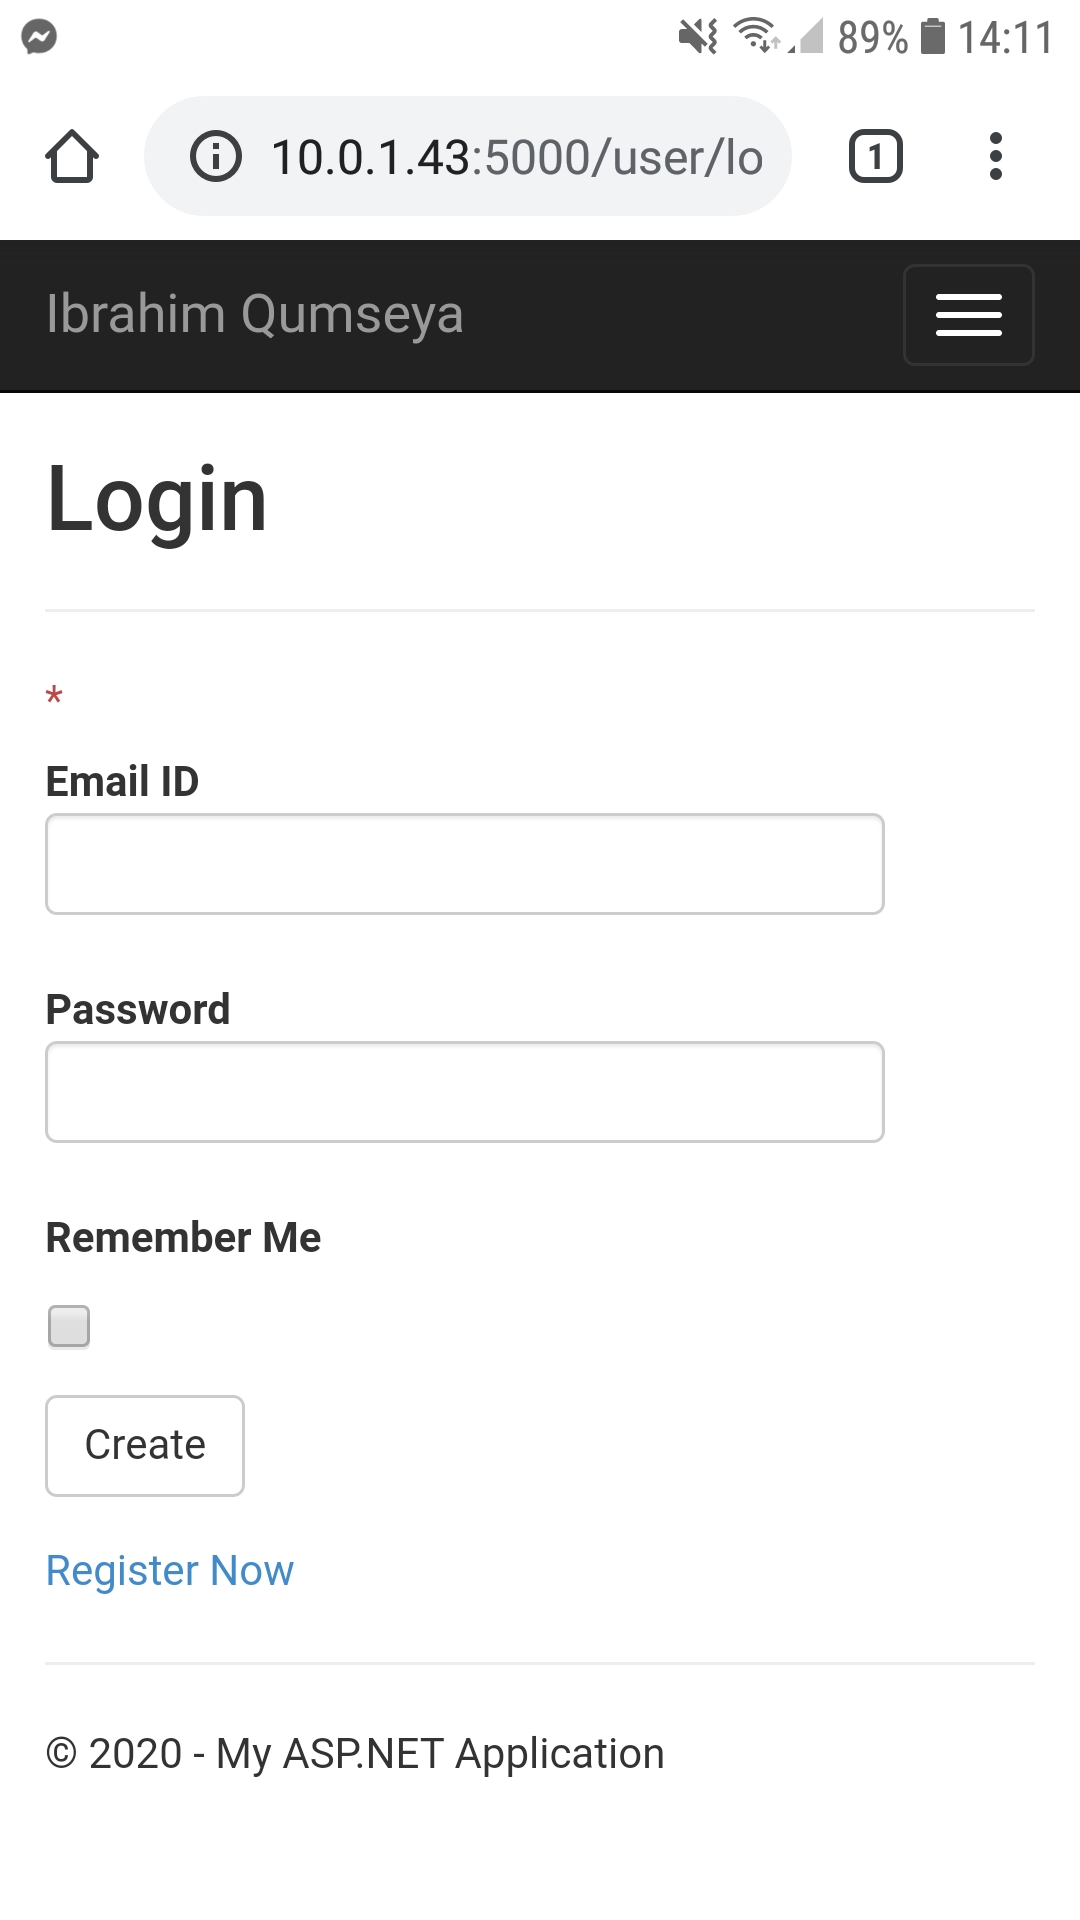 89% 14:11
10.0.1.43:5000/user/lo
1
Ibrahim Qumseya
Login
*
Email ID
Password
Remember Me
Create
Register Now
© 2020 - My ASP.NET Application